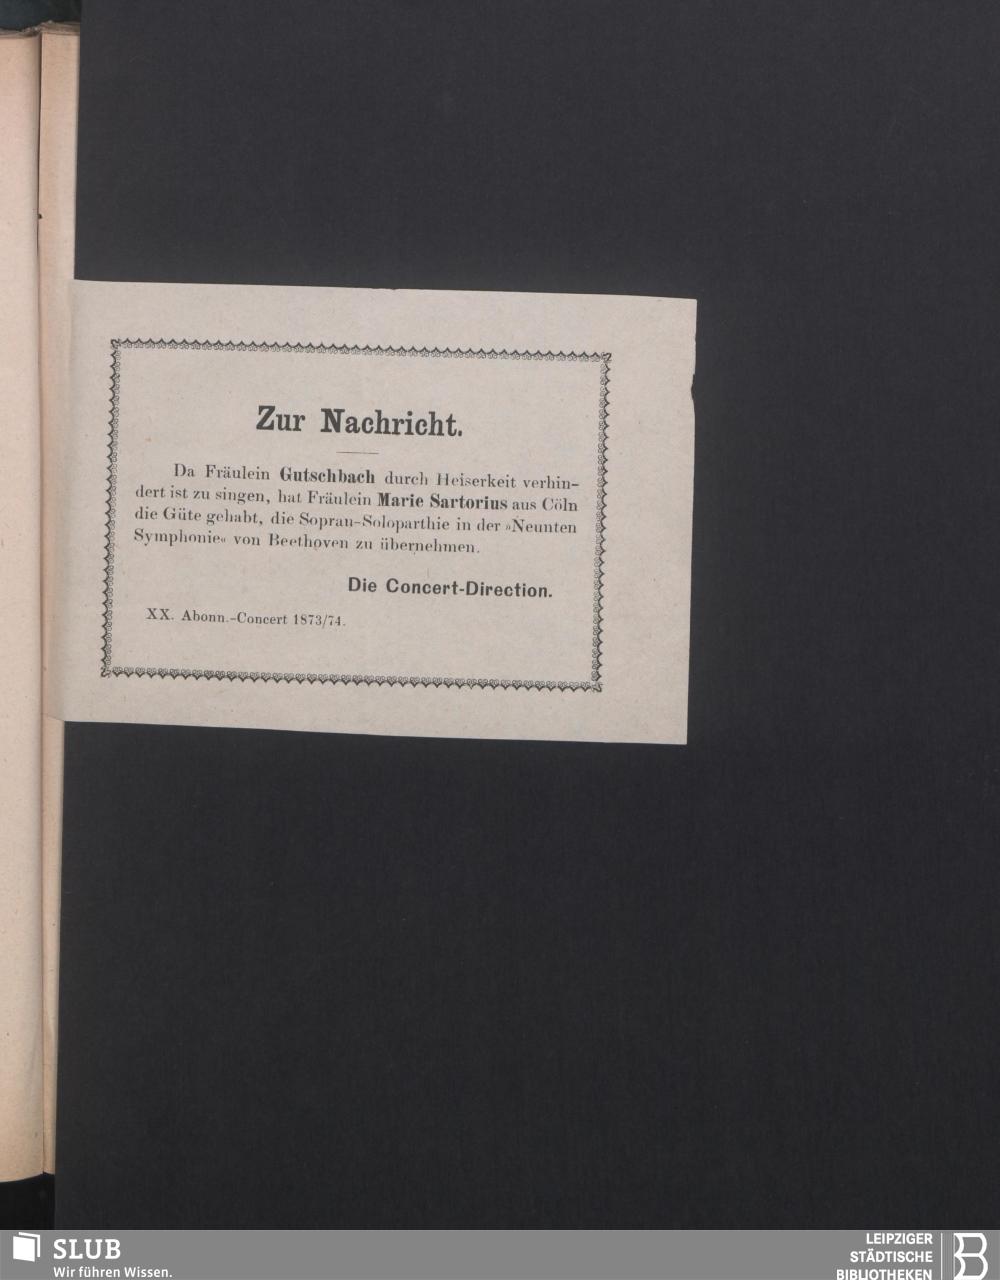 Zur Nachricht.
Da Fräulein Gutschbach durch Heiserkeit verhin-
dert ist zu singen, hat Fräulein Marie Sartorius aus Cöln
die Güte gehabt, die Sopran-Soloparthie in der »Neunten
Symphonie« von Beethoven zu übernehmen.
Die Concert-Direction.
XX. Abonn.-Concert 1873/74.
SLUB
Wir führen Wissen.
LEIPZIGER
STÄDTISCHE
BIBLIOTHEKEN